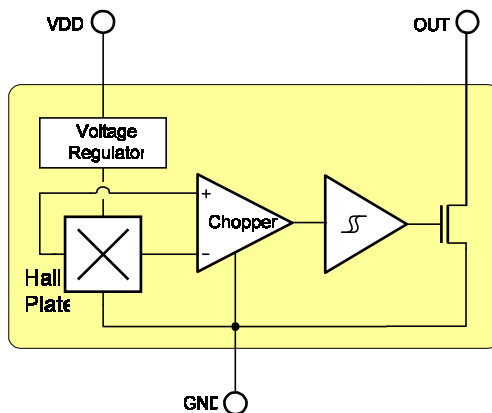 VDD
OUT
Voltage
Regulator
+
Chopper
−
Hall
Plate
GND